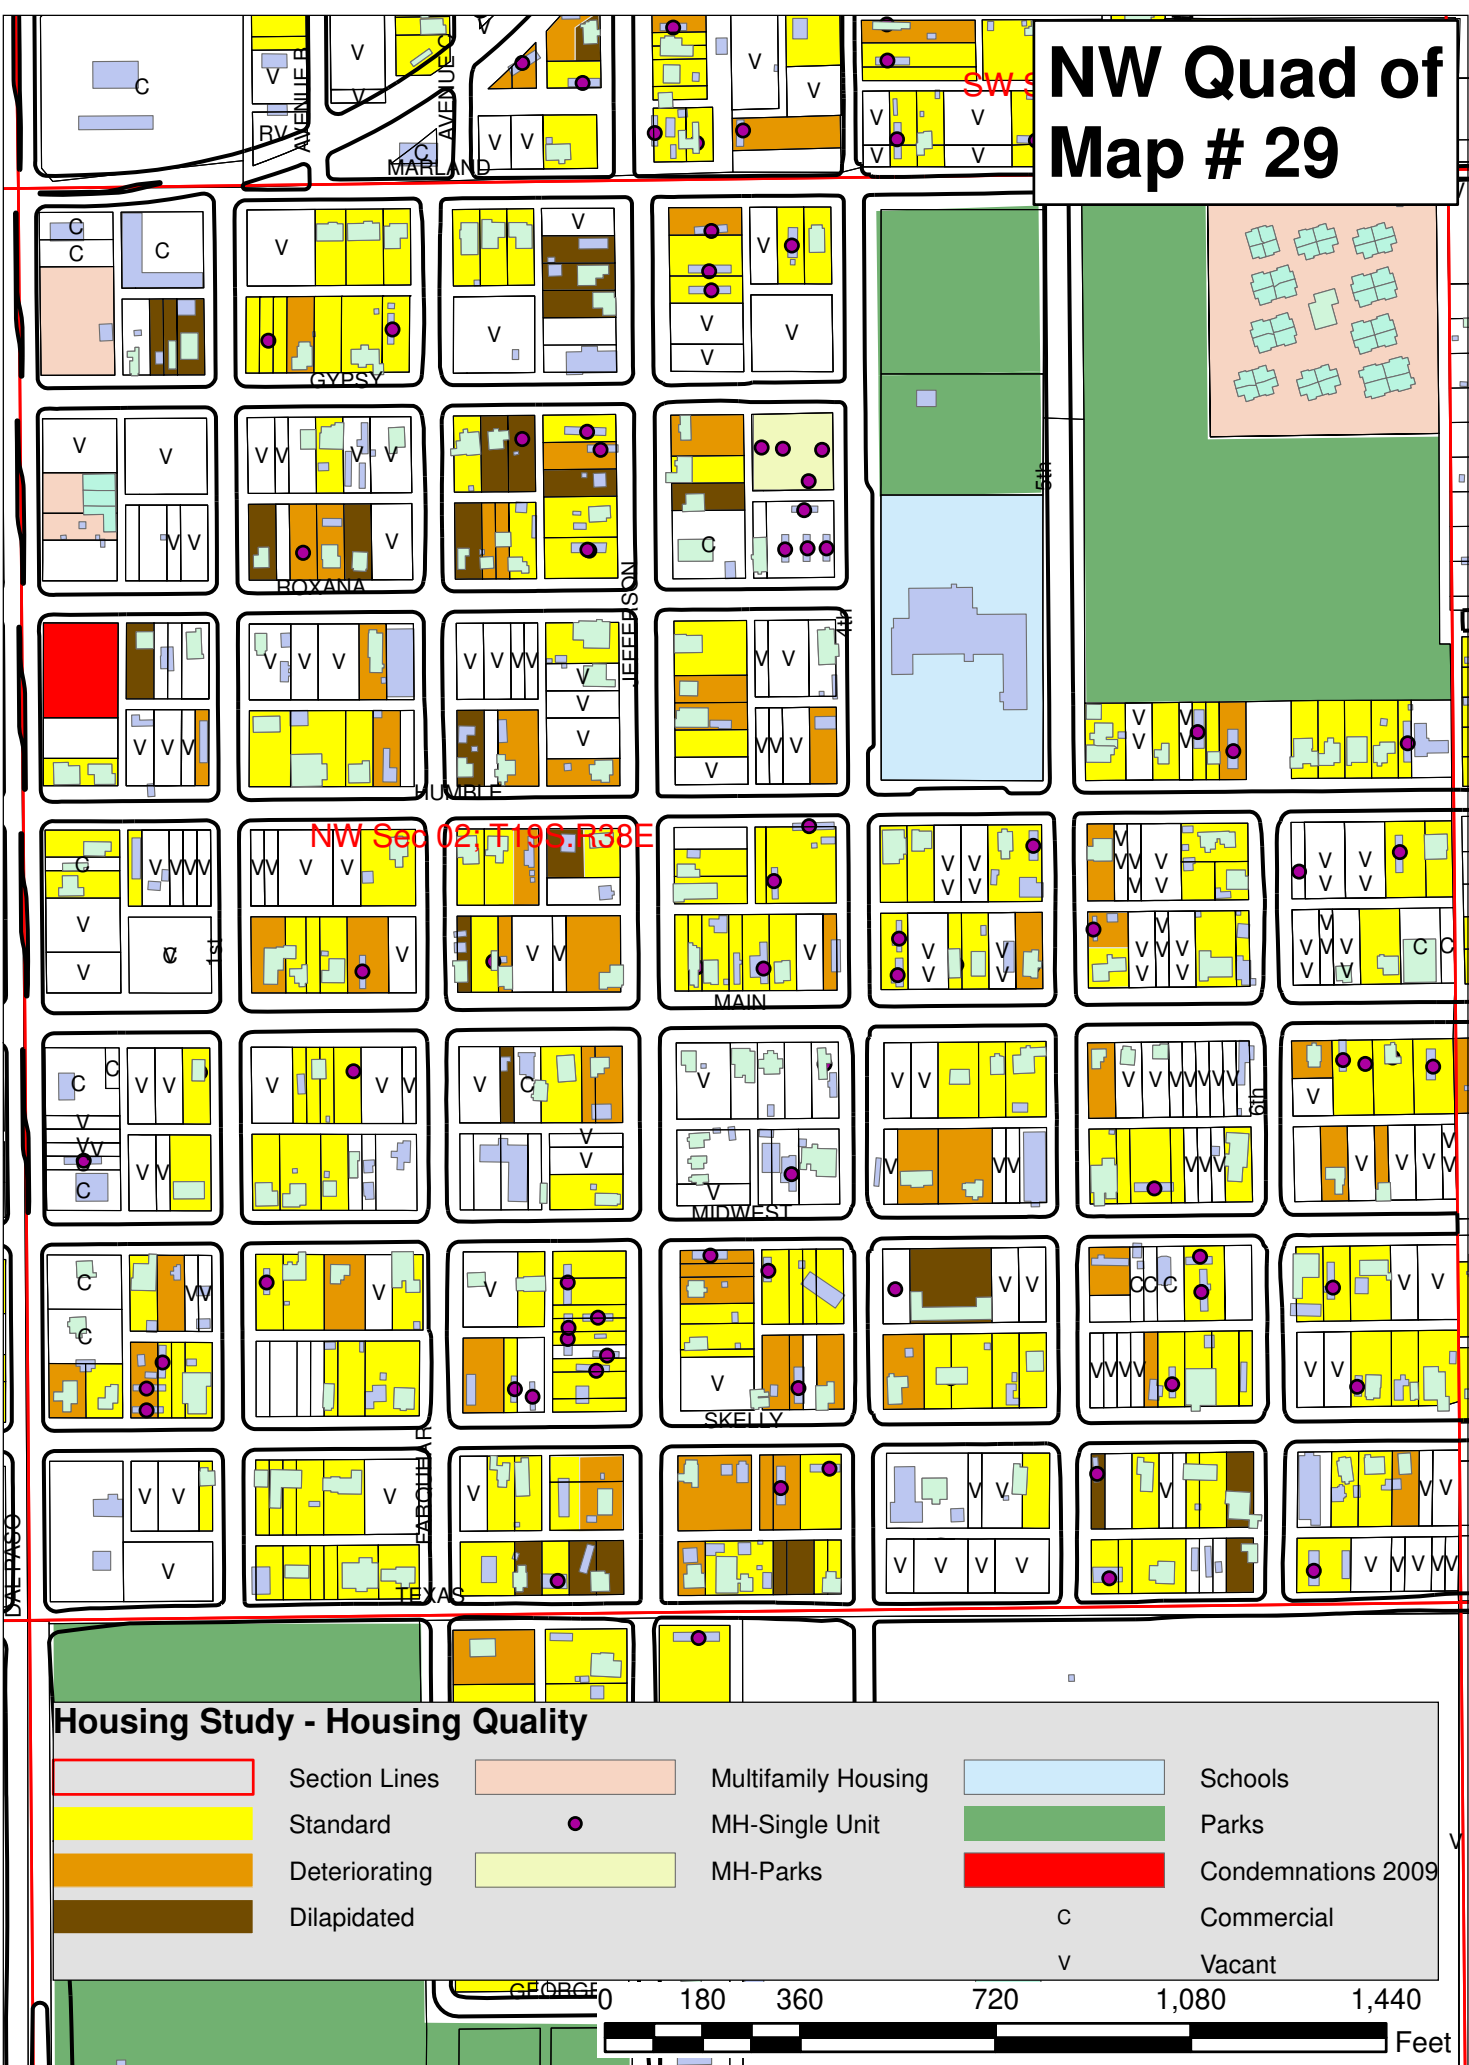 NW Quad of
Map # 29
SW S
AVENUE B
AVENUE C
RV
MARLAND
GYPSY
5th
ROXANA
JEFFERSON
4th
HUMBLE
NW Sec 02; T19S.R38E
1st
MAIN
6th
MIDWEST
SKELLY
FARQUHAR
DAL PASO
TEXAS
Housing Study - Housing Quality
Section Lines
Multifamily Housing
Schools
Standard
MH-Single Unit
Parks
Deteriorating
MH-Parks
Condemnations 2009
Dilapidated
C
Commercial
V
Vacant
GEORGE
0 180 360 720 1,080 1,440
Feet